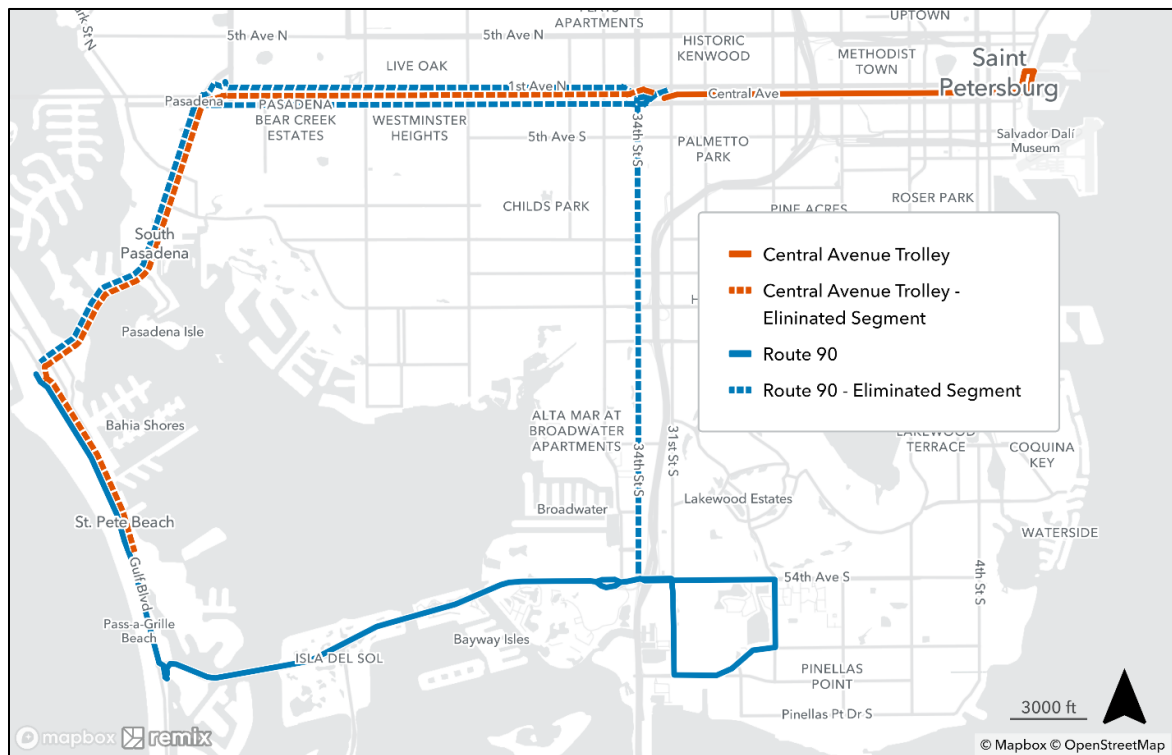 APARTMENTS
UPTOWN
5th Ave N
5th Ave N
HISTORIC
KENWOOD
METHODIST
TOWN
Saint
Petersburg
LIVE OAK
1st Ave N
Central Ave
Pasadena
PASADENA
BEAR CREEK
ESTATES
WESTMINSTER
HEIGHTS
5th Ave S
34th St S
PALMETTO
PARK
Salvador Dalí
Museum
ROSER PARK
CHILDS PARK
PINE ACRES
South
Pasadena
Central Avenue Trolley
Central Avenue Trolley -
Elininated Segment
Route 90
Route 90 - Eliminated Segment
Pasadena Isle
Bahia Shores
ALTA MAR AT
BROADWATER
APARTMENTS
31st St S
34th St S
LAKEWOOD
TERRACE
COQUINA
KEY
Lakewood Estates
Broadwater
St. Pete Beach
WATERSIDE
Gulf Blvd
54th Ave S
4th St S
Pass-a-Grille
Beach
Bayway Isles
ISLA DEL SOL
PINELLAS
POINT
Pinellas Pt Dr S
3000 ft
mapbox remix
© Mapbox © OpenStreetMap